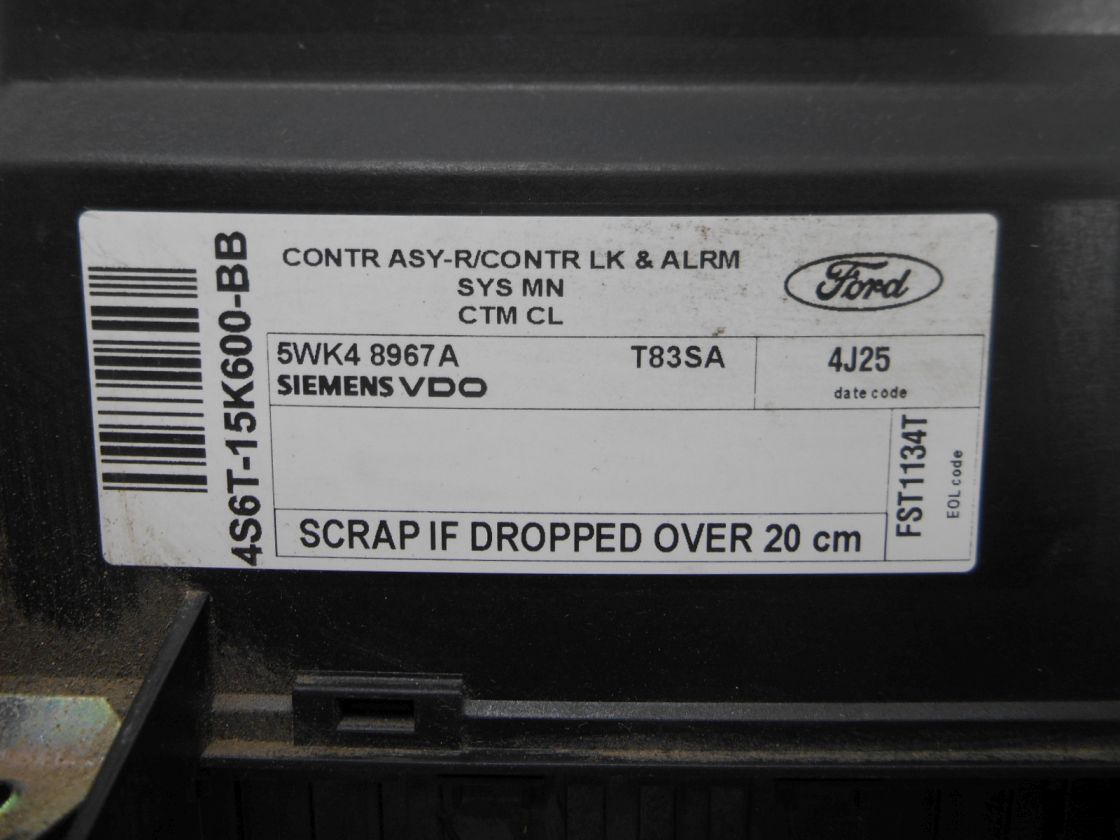 4S6T-15K600-BB
CONTR ASY-R/CONTR LK & ALRM
SYS MN
CTM CL
Ford
5WK4 8967A T83SA
SIEMENS VDO
4J25
date code
FST1134T
EOL code
SCRAP IF DROPPED OVER 20 cm